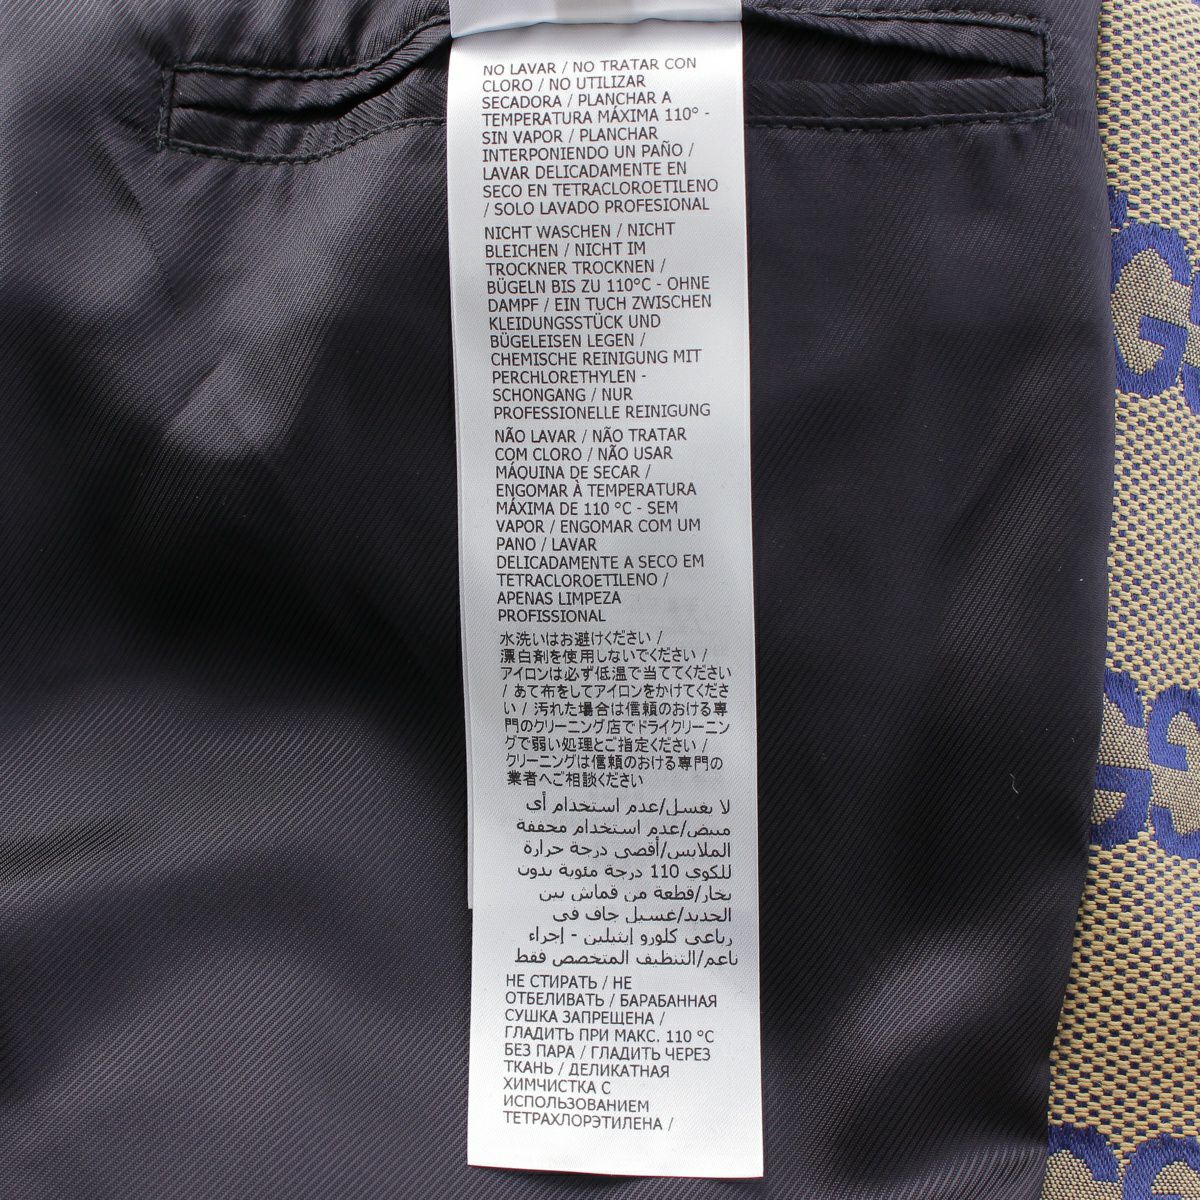 NO LAVAR / NO TRATAR CON
CLORO / NO UTILIZAR
SECADORA / PLANCHAR A
TEMPERATURA MÁXIMA 110° -
SIN VAPOR / PLANCHAR
INTERPONIENDO UN PAÑO /
LAVAR DELICADAMENTE EN
SECO EN TETRACLOROETILENO
/ SOLO LAVADO PROFESIONAL
NICHT WASCHEN / NICHT
BLEICHEN / NICHT IM
TROCKNER TROCKNEN /
BÜGELN BIS ZU 110°C - OHNE
DAMPF / EIN TUCH ZWISCHEN
KLEIDUNGSSTÜCK UND
BÜGELEISEN LEGEN /
CHEMISCHE REINIGUNG MIT
PERCHLORETHYLEN -
SCHONGANG / NUR
PROFESSIONELLE REINIGUNG
NÃO LAVAR / NÃO TRATAR
COM CLORO / NÃO USAR
MÁQUINA DE SECAR /
ENGOMAR À TEMPERATURA
MÁXIMA DE 110 °C - SEM
VAPOR / ENGOMAR COM UM
PANO / LAVAR
DELICADAMENTE A SECO EM
TETRACLOROETILENO /
APENAS LIMPEZA
PROFISSIONAL
水洗いはお避けください /
漂白剤を使用しないでください /
アイロンは必ず低温で当ててください
/ あて布をしてアイロンをかけてくださ
い / 汚れた場合は信頼のおける専
門のクリーニング店でドライクリーニン
グで弱い処理とご指定ください /
クリーニングは信頼のおける専門の
業者へご相談ください
لا يغسل/عدم استخدام أي
مبيض/عدم استخدام مجففة
الملابس/أقصى درجة حرارة
للكوي 110 درجة مئوية بدون
بخار/قطعة من قماش بين
الحديد/غسيل جاف في
رباعي كلورو إيثيلين - إجراء
ناعم/التنظيف المتخصص فقط
НЕ СТИРАТЬ / НЕ
ОТБЕЛИВАТЬ / БАРАБАННАЯ
СУШКА ЗАПРЕЩЕНА /
ГЛАДИТЬ ПРИ МАКС. 110 °C
БЕЗ ПАРА / ГЛАДИТЬ ЧЕРЕЗ
ТКАНЬ / ДЕЛИКАТНАЯ
ХИМЧИСТКА С
ИСПОЛЬЗОВАНИЕМ
ТЕТРАХЛОРЭТИЛЕНА /